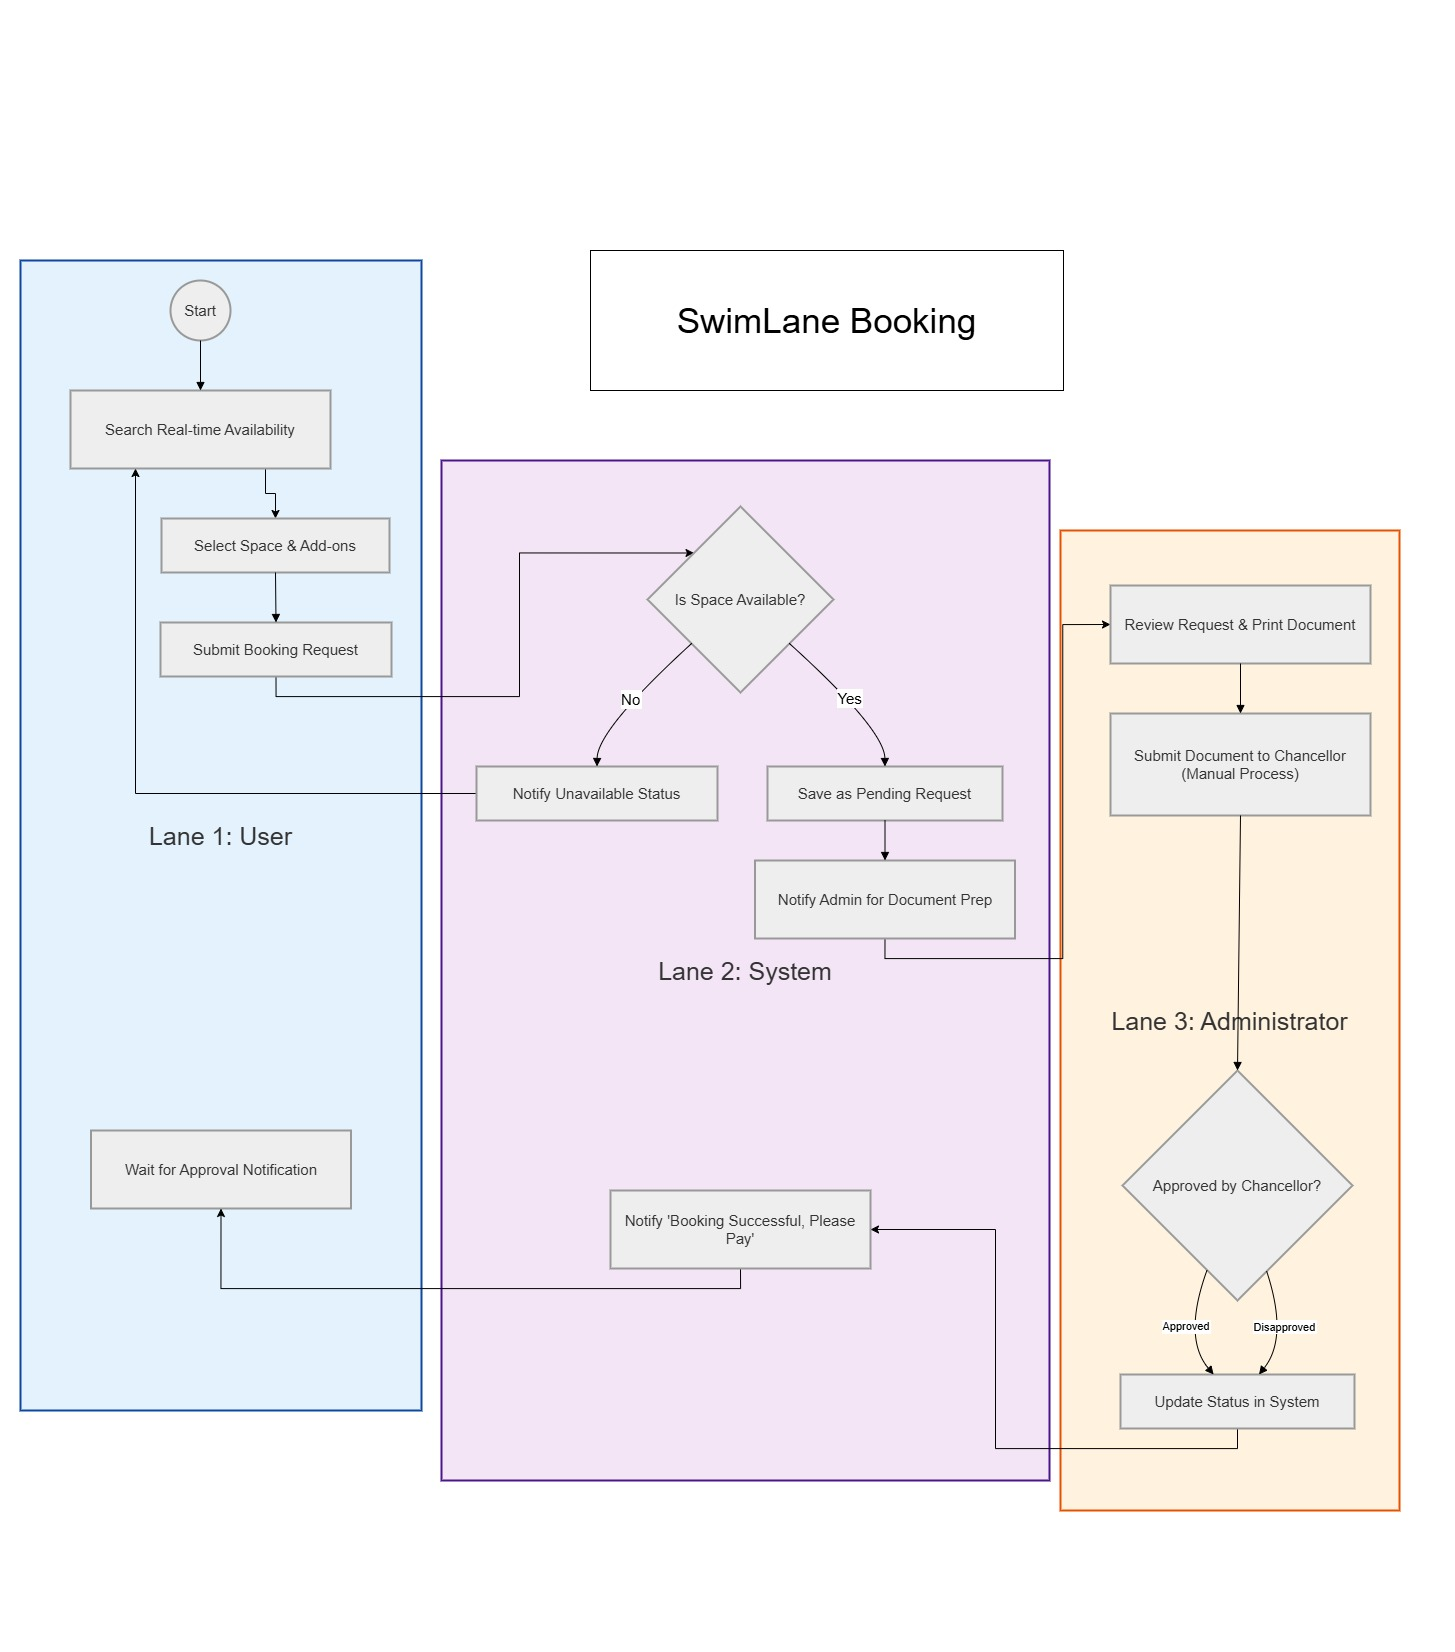 SwimLane Booking
Start
Search Real-time Availability
Select Space & Add-ons
Submit Booking Request
Lane 1: User
Wait for Approval Notification
Is Space Available?
No
Yes
Notify Unavailable Status
Save as Pending Request
Notify Admin for Document Prep
Lane 2: System
Notify 'Booking Successful, Please
Pay'
Review Request & Print Document
Submit Document to Chancellor
(Manual Process)
Lane 3: Administrator
Approved by Chancellor?
Approved
Disapproved
Update Status in System